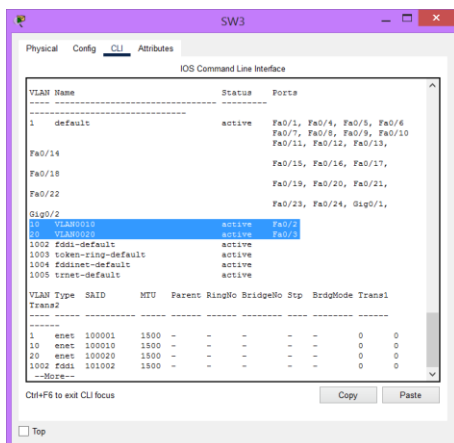 SW3
Physical Config CLI Attributes
IOS Command Line Interface
VLAN Name Status Ports
---- -------------------------------- ---------
-------------------------------
1 default active Fa0/1, Fa0/4, Fa0/5, Fa0/6
Fa0/7, Fa0/8, Fa0/9, Fa0/10
Fa0/11, Fa0/12, Fa0/13,
Fa0/14
Fa0/15, Fa0/16, Fa0/17,
Fa0/18
Fa0/19, Fa0/20, Fa0/21,
Fa0/22
Fa0/23, Fa0/24, Gig0/1,
Gig0/2
10 VLAN0010 active Fa0/2
20 VLAN0020 active Fa0/3
1002 fddi-default active
1003 token-ring-default active
1004 fddinet-default active
1005 trnet-default active
VLAN Type SAID MTU Parent RingNo BridgeNo Stp BrdgMode Trans1
Trans2
---- ----- ---------- ----- ------ ------ -------- ---- -------- ------
------
1 enet 100001 1500 - - - - - 0 0
10 enet 100010 1500 - - - - - 0 0
20 enet 100020 1500 - - - - - 0 0
1002 fddi 101002 1500 - - - - - 0 0
--More--
Ctrl+F6 to exit CLI focus
Copy Paste
Top